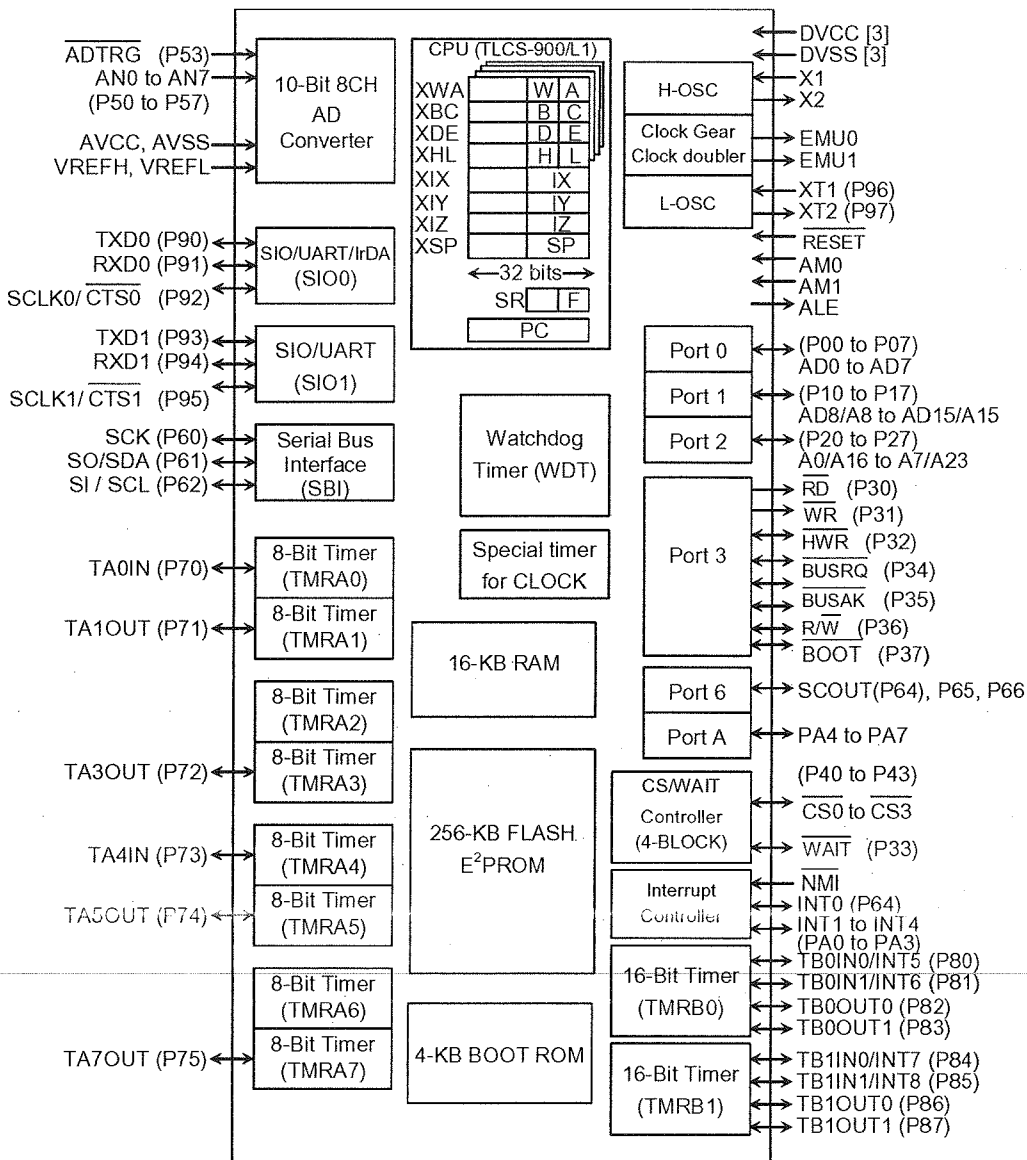 ADTRG (P53)
AN0 to AN7
(P50 to P57)
AVCC, AVSS
VREFH, VREFL
10-Bit 8CH
AD
Converter
TXD0 (P90)
RXD0 (P91)
SCLK0/ CTS0 (P92)
SIO/UART/IrDA
(SIO0)
TXD1 (P93)
RXD1 (P94)
SCLK1/ CTS1 (P95)
SIO/UART
(SIO1)
SCK (P60)
SO/SDA (P61)
SI / SCL (P62)
Serial Bus
Interface
(SBI)
TA0IN (P70)
8-Bit Timer
(TMRA0)
TA1OUT (P71)
8-Bit Timer
(TMRA1)
8-Bit Timer
(TMRA2)
TA3OUT (P72)
8-Bit Timer
(TMRA3)
TA4IN (P73)
8-Bit Timer
(TMRA4)
TA5OUT (P74)
8-Bit Timer
(TMRA5)
8-Bit Timer
(TMRA6)
TA7OUT (P75)
8-Bit Timer
(TMRA7)
CPU (TLCS-900/L1)
XWA W A
XBC B C
XDE D E
XHL H L
XIX IX
XIY IY
XIZ IZ
XSP SP
32 bits
SR F
PC
Watchdog
Timer (WDT)
Special timer
for CLOCK
16-KB RAM
256-KB FLASH
E²PROM
4-KB BOOT ROM
DVCC [3]
DVSS [3]
H-OSC
X1
X2
Clock Gear
Clock doubler
EMU0
EMU1
L-OSC
XT1 (P96)
XT2 (P97)
RESET
AM0
AM1
ALE
Port 0
(P00 to P07)
AD0 to AD7
Port 1
(P10 to P17)
AD8/A8 to AD15/A15
Port 2
(P20 to P27)
A0/A16 to A7/A23
Port 3
RD (P30)
WR (P31)
HWR (P32)
BUSRQ (P34)
BUSAK (P35)
R/W (P36)
BOOT (P37)
Port 6
SCOUT(P64), P65, P66
Port A
PA4 to PA7
CS/WAIT
Controller
(4-BLOCK)
(P40 to P43)
CS0 to CS3
WAIT (P33)
Interrupt
Controller
NMI
INT0 (P64)
INT1 to INT4
(PA0 to PA3)
16-Bit Timer
(TMRB0)
TB0IN0/INT5 (P80)
TB0IN1/INT6 (P81)
TB0OUT0 (P82)
TB0OUT1 (P83)
16-Bit Timer
(TMRB1)
TB1IN0/INT7 (P84)
TB1IN1/INT8 (P85)
TB1OUT0 (P86)
TB1OUT1 (P87)